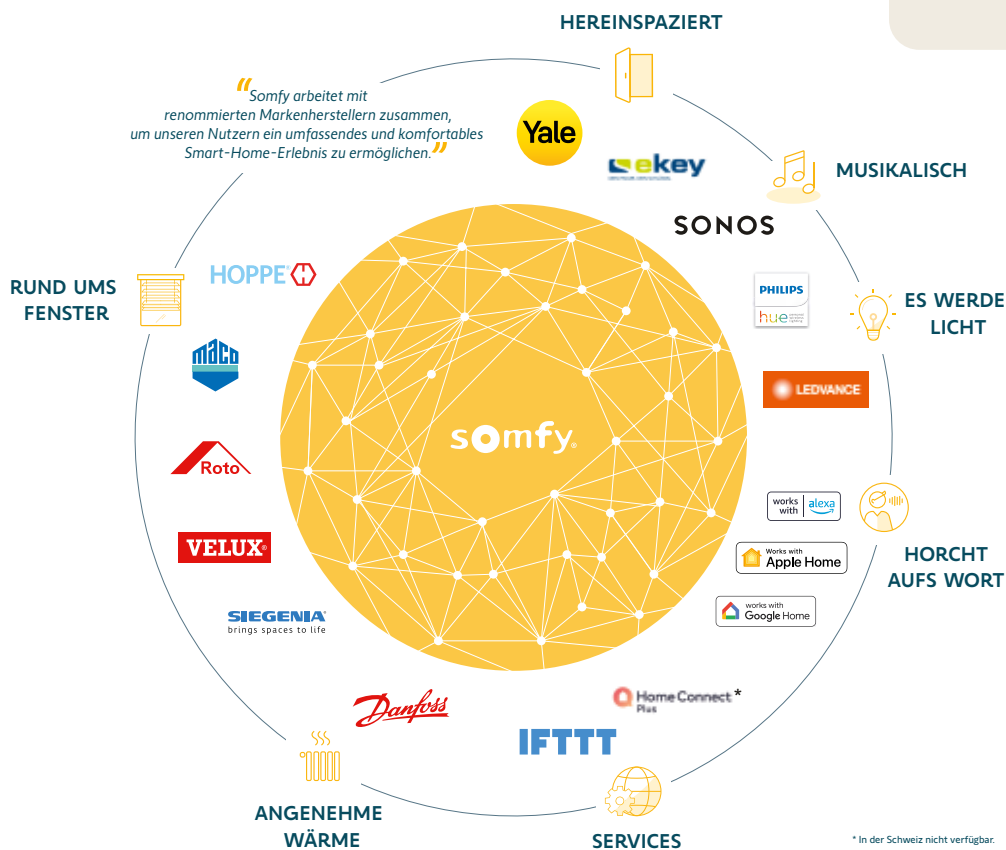 HEREINSPAZIERT
“Somfy arbeitet mit
renommierten Markenherstellern zusammen,
um unseren Nutzern ein umfassendes und komfortables
Smart-Home-Erlebnis zu ermöglichen.”
Yale
ekey
MUSIKALISCH
SONOS
RUND UMS
FENSTER
HOPPE®
PHILIPS
hue
ES WERDE
LICHT
maco
LEDVANCE
somfy®
Roto
works
with
alexa
VELUX®
Works with
Apple Home
HORCHT
AUFS WORT
works with
Google Home
SIEGENIA®
brings spaces to life
Danfoss
Home Connect *
Plus
IFTTT
ANGENEHME
WÄRME
SERVICES
* In der Schweiz nicht verfügbar.